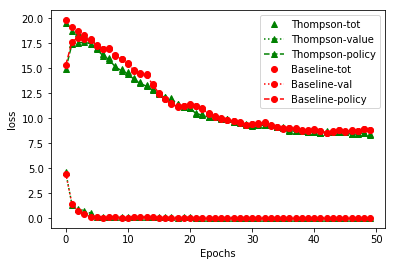 20.0
17.5
15.0
12.5
10.0
7.5
5.0
2.5
0.0
loss
0 10 20 30 40 50
Epochs
Thompson-tot
Thompson-value
Thompson-policy
Baseline-tot
Baseline-val
Baseline-policy